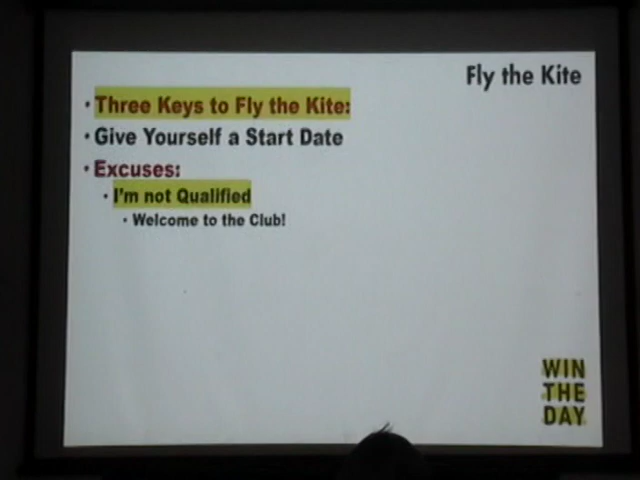 Fly the Kite
• Three Keys to Fly the Kite:
• Give Yourself a Start Date
• Excuses:
• I'm not Qualified
• Welcome to the Club!
WIN
THE
DAY